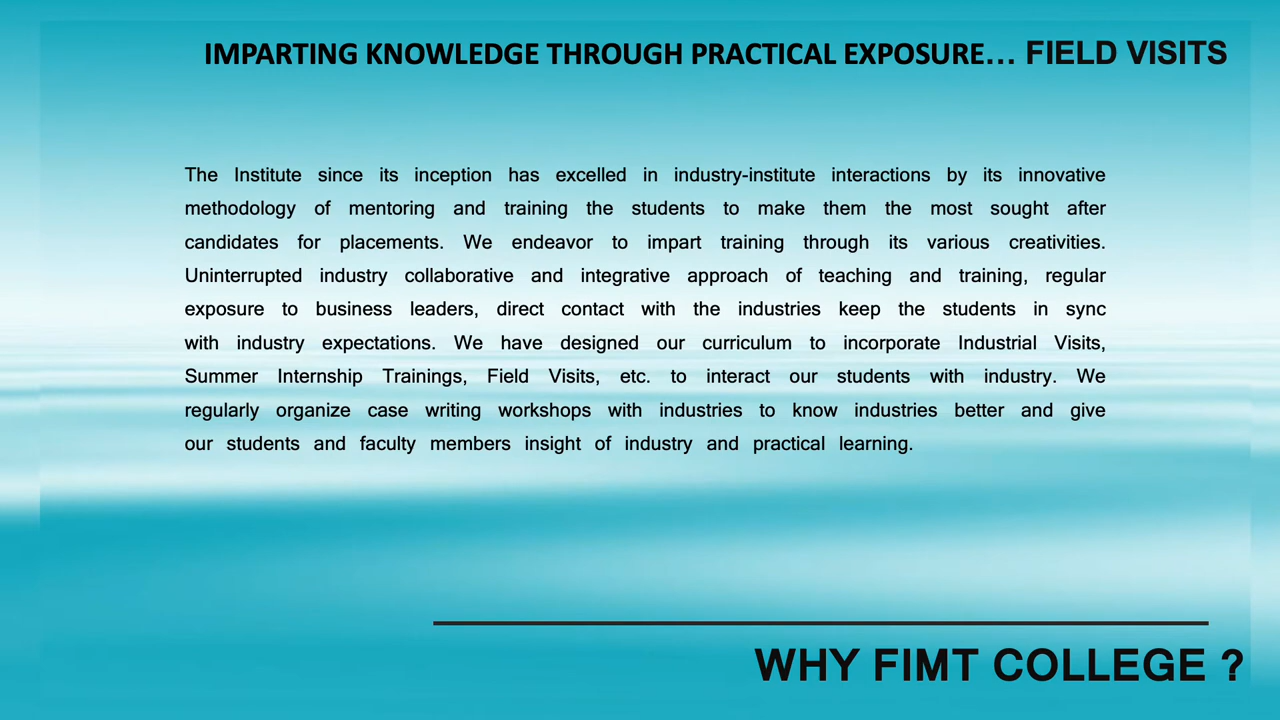 IMPARTING KNOWLEDGE THROUGH PRACTICAL EXPOSURE... FIELD VISITS
The Institute since its inception has excelled in industry-institute interactions by its innovative
methodology of mentoring and training the students to make them the most sought after
candidates for placements. We endeavor to impart training through its various creativities.
Uninterrupted industry collaborative and integrative approach of teaching and training, regular
exposure to business leaders, direct contact with the industries keep the students in sync
with industry expectations. We have designed our curriculum to incorporate Industrial Visits,
Summer Internship Trainings, Field Visits, etc. to interact our students with industry. We
regularly organize case writing workshops with industries to know industries better and give
our students and faculty members insight of industry and practical learning.
WHY FIMT COLLEGE ?